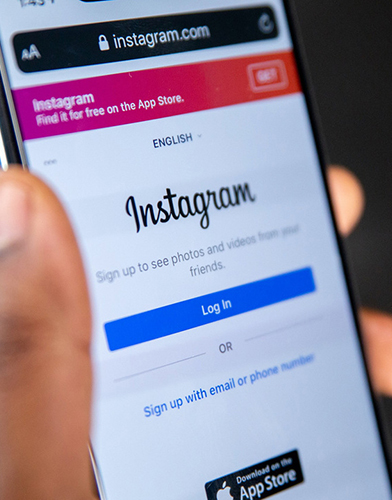 AA instagram.com
Instagram
Find it for free on the App Store.
GET
ENGLISH
Instagram
Sign up to see photos and videos from your
friends.
Log In
OR
Sign up with email or phone number
Download on the
App Store